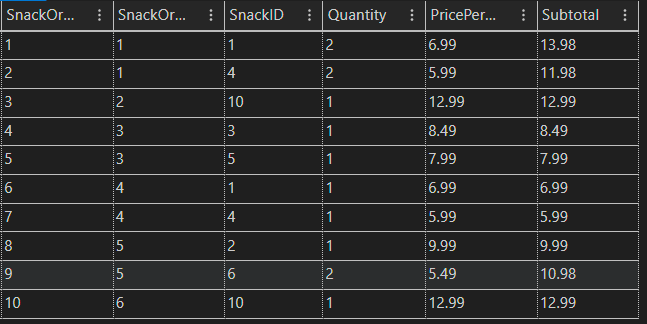 SnackOr... SnackOr... SnackID Quantity PricePer... Subtotal
1 1 1 2 6.99 13.98
2 1 4 2 5.99 11.98
3 2 10 1 12.99 12.99
4 3 3 1 8.49 8.49
5 3 5 1 7.99 7.99
6 4 1 1 6.99 6.99
7 4 4 1 5.99 5.99
8 5 2 1 9.99 9.99
9 5 6 2 5.49 10.98
10 6 10 1 12.99 12.99